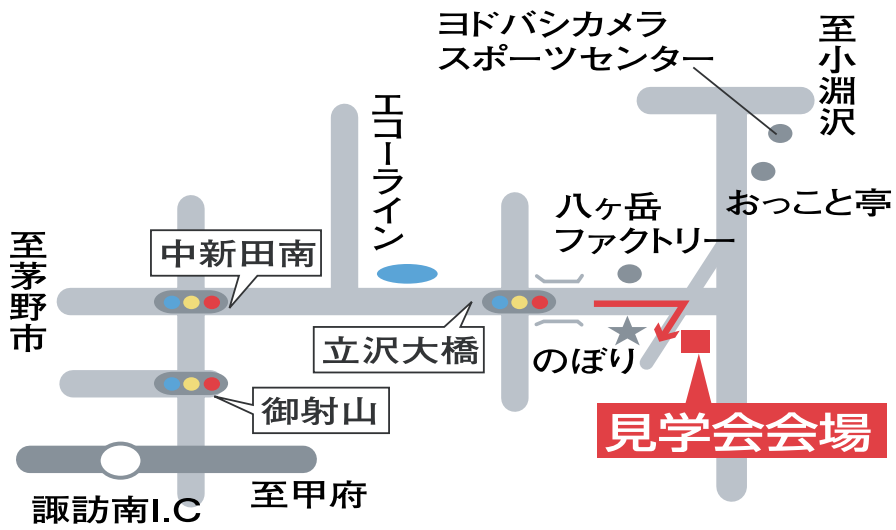 ヨドバシカメラ
スポーツセンター
至小淵沢
エコーライン
おっこと亭
八ヶ岳
ファクトリー
至茅野市
中新田南
立沢大橋
のぼり
御射山
見学会会場
至甲府
諏訪南I.C